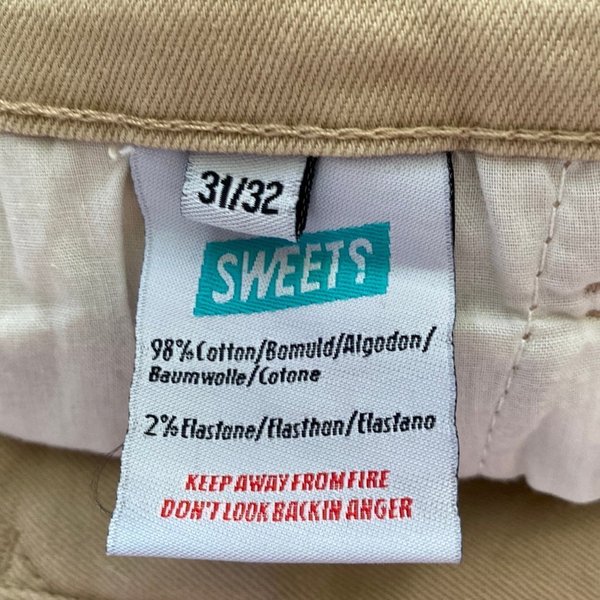 31/32
SWEETS
98% Cotton/Bomuld/Algodon/
Baumwolle/Cotone
2% Elastane/Elasthan/Elastano
KEEP AWAY FROM FIRE
DON'T LOOK BACK IN ANGER